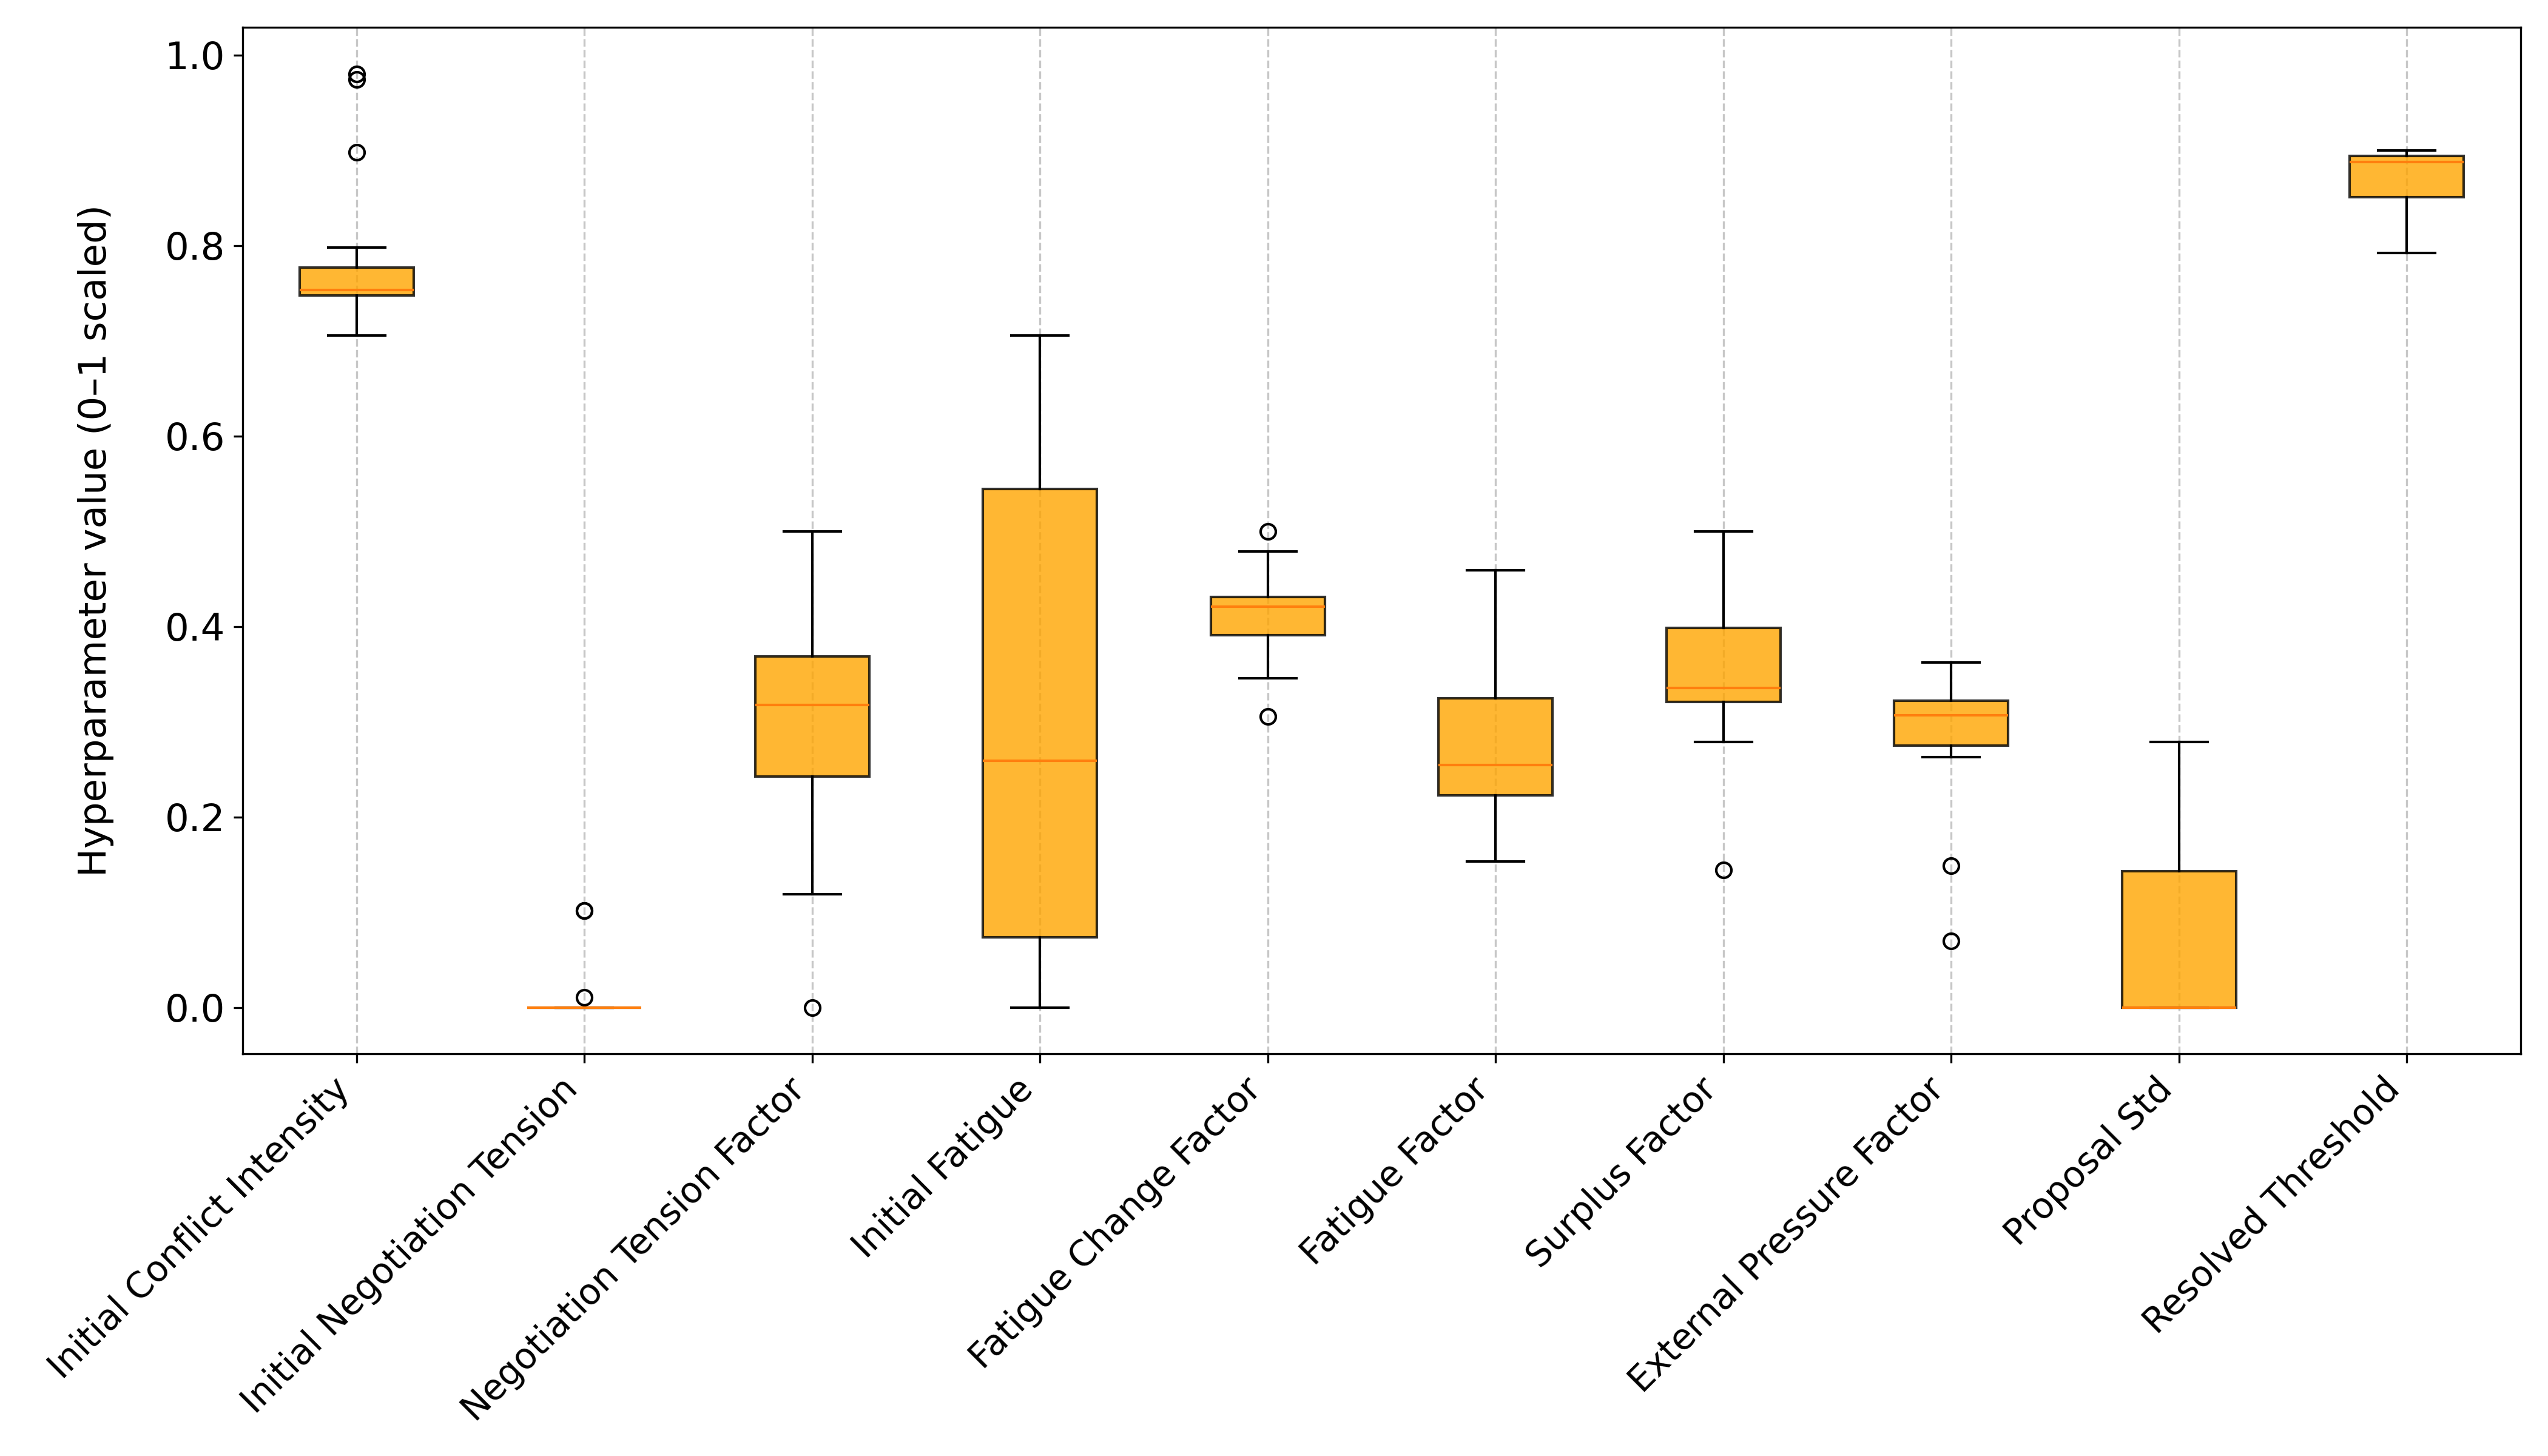 Hyperparameter value (0–1 scaled)
1.0
0.8
0.6
0.4
0.2
0.0
Initial Conflict Intensity
Initial Negotiation Tension
Negotiation Tension Factor
Initial Fatigue
Fatigue Change Factor
Fatigue Factor
Surplus Factor
External Pressure Factor
Proposal Std
Resolved Threshold